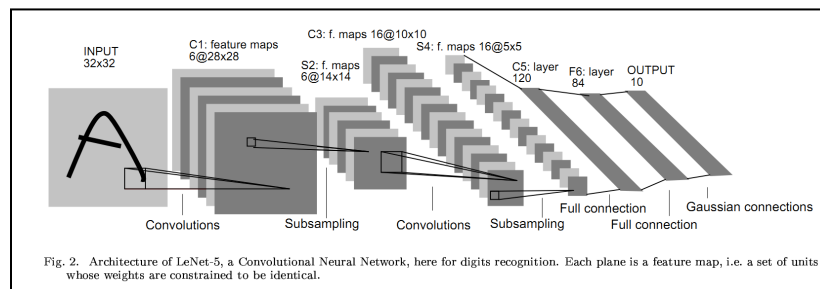 INPUT
32x32
C1: feature maps
6@28x28
S2: f. maps
6@14x14
C3: f. maps 16@10x10
S4: f. maps 16@5x5
C5: layer
120
F6: layer
84
OUTPUT
10
A
Convolutions
Subsampling
Convolutions
Subsampling
Full connection
Full connection
Gaussian connections
Fig. 2. Architecture of LeNet-5, a Convolutional Neural Network, here for digits recognition. Each plane is a feature map, i.e. a set of units
whose weights are constrained to be identical.